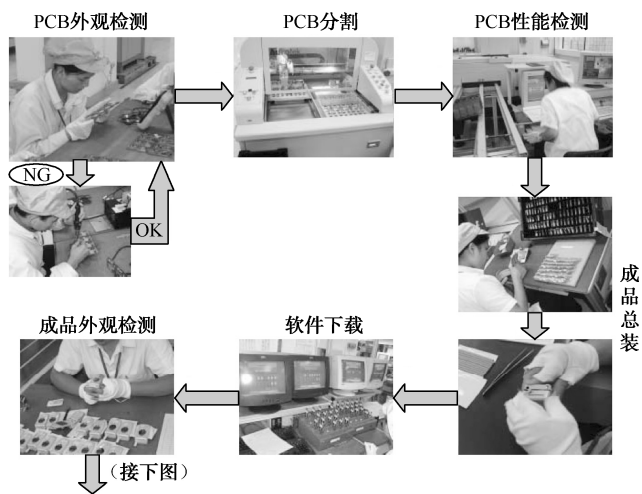 PCB外观检测
PCB分割
PCB性能检测
NG
OK
成品总装
成品外观检测
软件下载
(接下图)